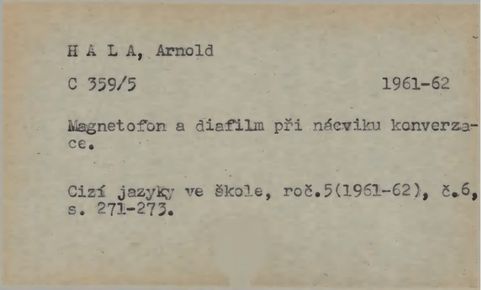 H A L A, Arnold
C 359/5 1961-62
Magnetofon a diafilm při nácviku konverza-
ce.
Cizí jazyky ve škole, roč.5(1961-62), č.6,
s. 271-273.